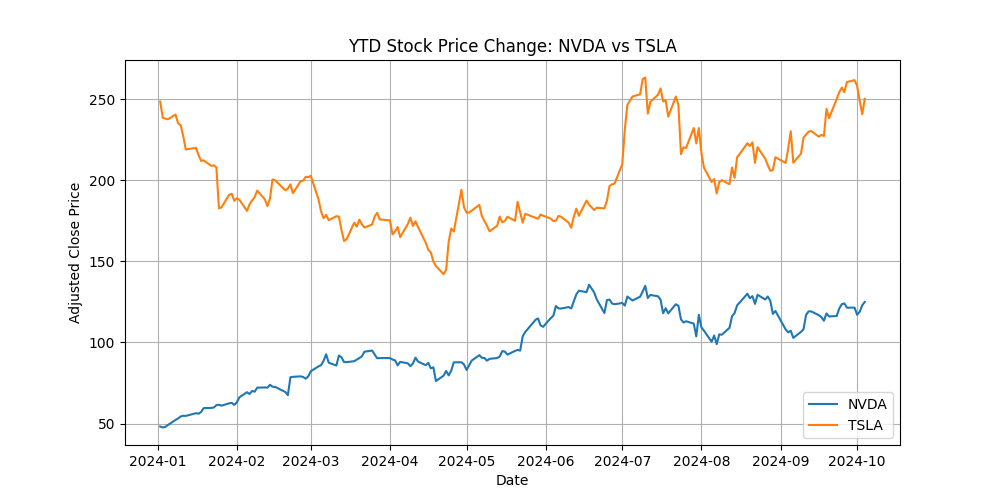 YTD Stock Price Change: NVDA vs TSLA
Adjusted Close Price
250
200
150
100
50
NVDA
TSLA
2024-01 2024-02 2024-03 2024-04 2024-05 2024-06 2024-07 2024-08 2024-09 2024-10
Date